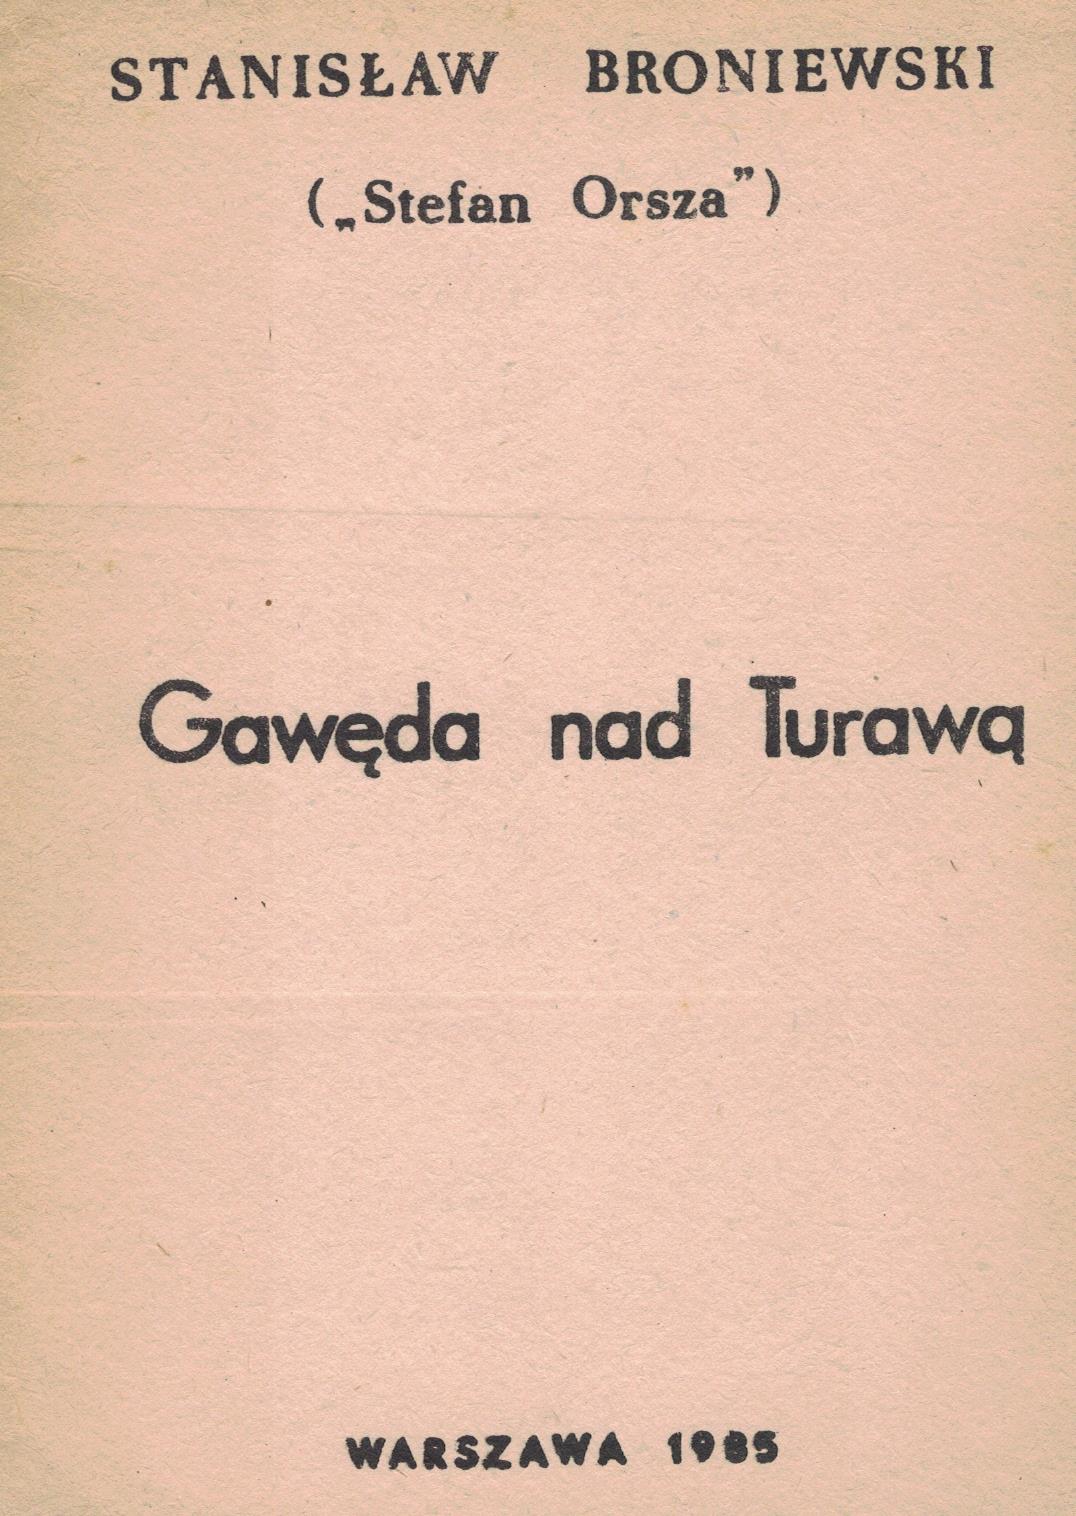 STANISŁAW BRONIEWSKI
(„Stefan Orsza”)
Gawęda nad Turawą
WARSZAWA 1985